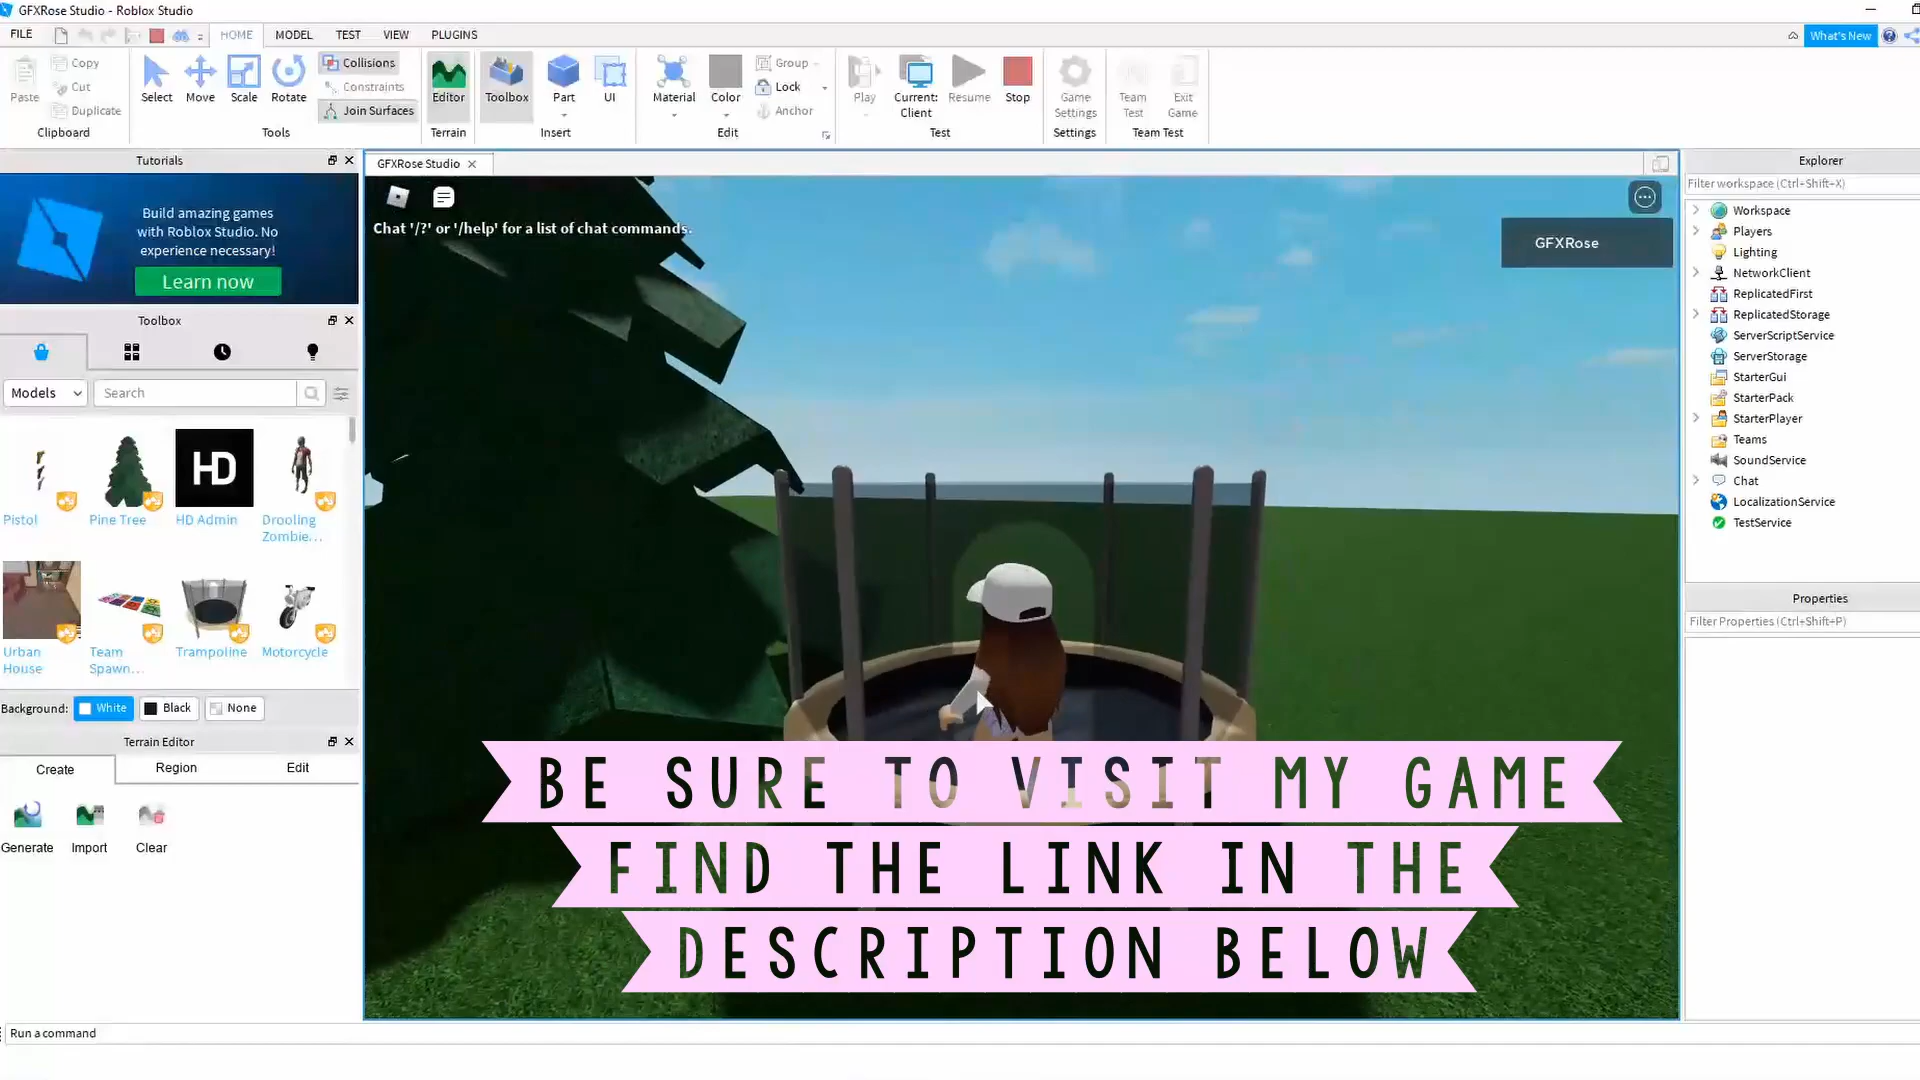 GFXRose Studio - Roblox Studio
FILE
HOME
MODEL
TEST
VIEW
PLUGINS
What's New
Paste
Copy
Cut
Duplicate
Clipboard
Select
Move
Scale
Rotate
Collisions
Constraints
Join Surfaces
Tools
Editor
Terrain
Toolbox
Part
UI
Insert
Material
Color
Group
Lock
Anchor
Edit
Play
Current:
Client
Resume
Stop
Test
Game
Settings
Settings
Team
Test
Exit
Game
Team Test
Tutorials
Build amazing games
with Roblox Studio. No
experience necessary!
Learn now
Toolbox
Models
Search
HD
Pistol
Pine Tree
HD Admin
Drooling
Zombie...
Urban
House
Team
Spawn...
Trampoline
Motorcycle
Background:
White
Black
None
Terrain Editor
Create
Region
Edit
Generate
Import
Clear
GFXRose Studio
Chat '/?' or '/help' for a list of chat commands.
GFXRose
BE SURE TO VISIT MY GAME
FIND THE LINK IN THE
DESCRIPTION BELOW
Explorer
Filter workspace (Ctrl+Shift+X)
Workspace
Players
Lighting
NetworkClient
ReplicatedFirst
ReplicatedStorage
ServerScriptService
ServerStorage
StarterGui
StarterPack
StarterPlayer
Teams
SoundService
Chat
LocalizationService
TestService
Properties
Filter Properties (Ctrl+Shift+P)
Run a command